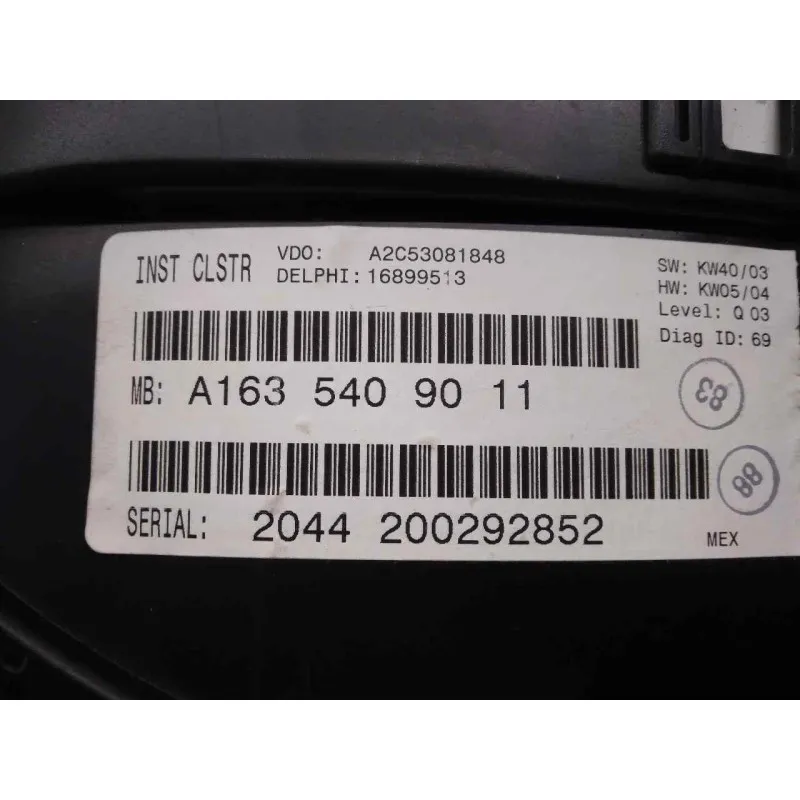 INST CLSTR
VDO: A2C53081848
DELPHI: 16899513
SW: KW40/03
HW: KW05/04
Level: Q 03
Diag ID: 69
MB: A163 540 90 11
83
88
SERIAL: 2044 200292852
MEX